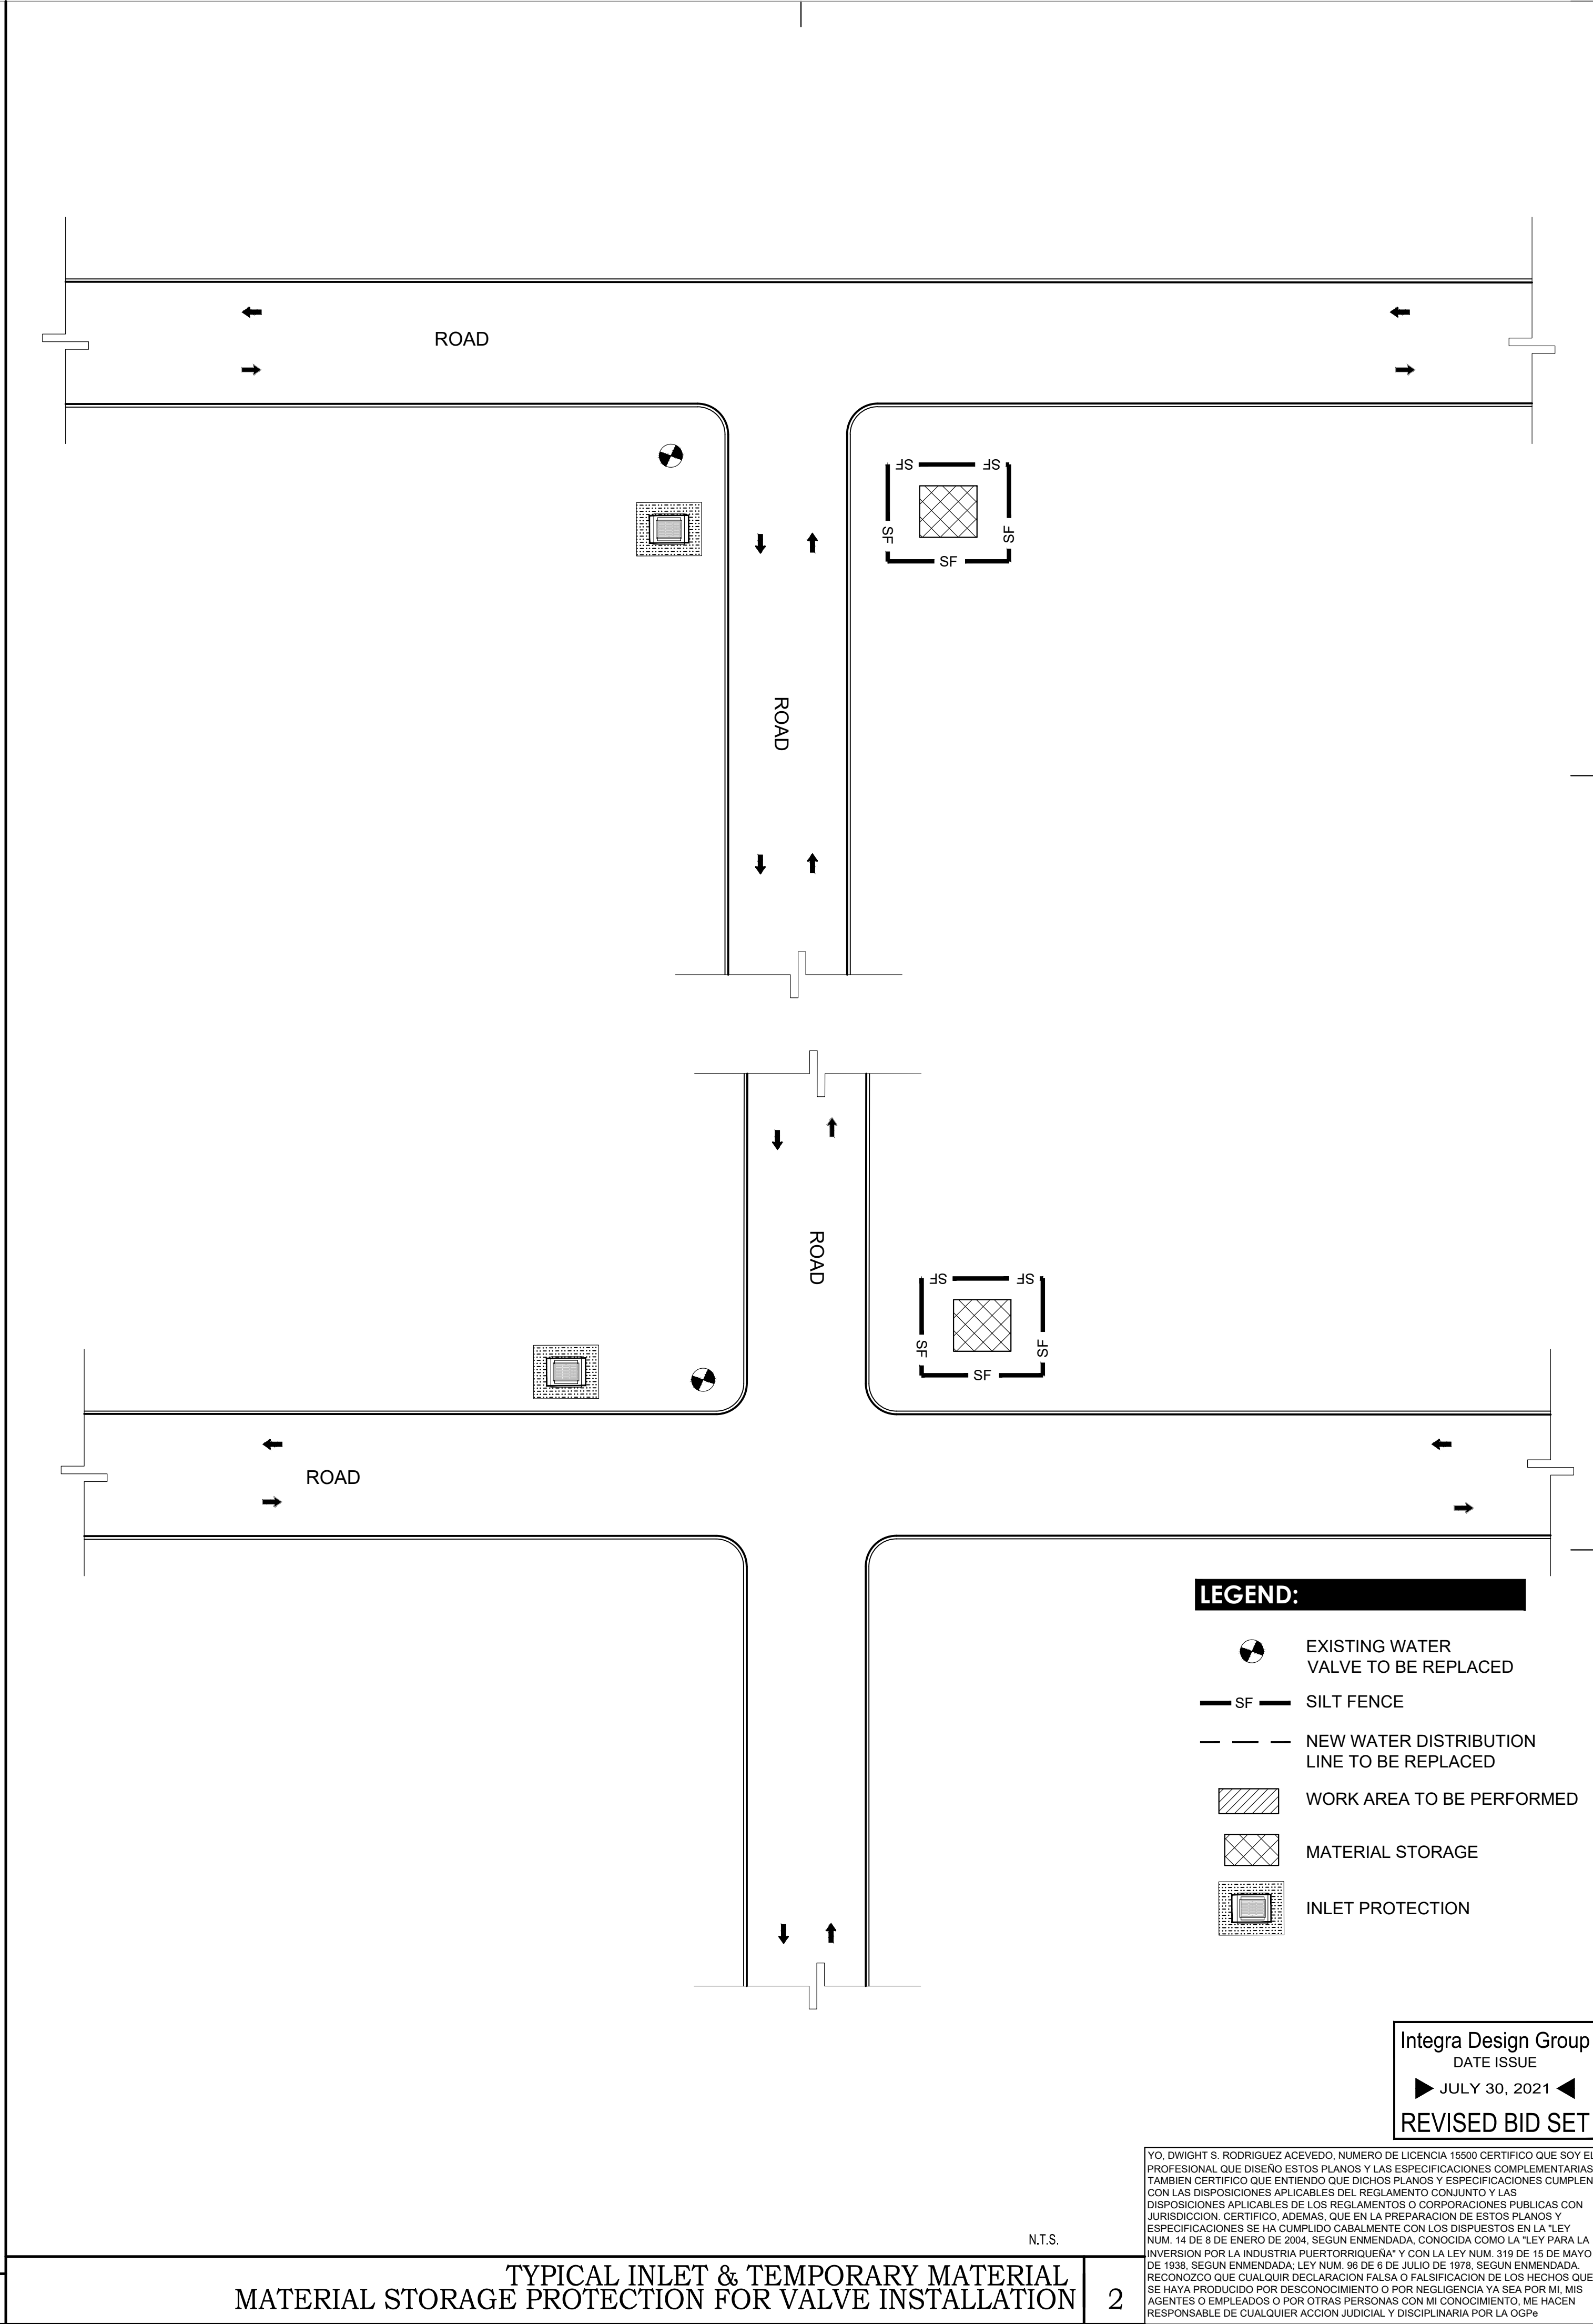 ROAD
SF
SF
SF
SF
SF
ROAD
ROAD
SF
SF
SF
SF
SF
ROAD
LEGEND:
EXISTING WATER
VALVE TO BE REPLACED
SF
SILT FENCE
NEW WATER DISTRIBUTION
LINE TO BE REPLACED
WORK AREA TO BE PERFORMED
MATERIAL STORAGE
INLET PROTECTION
Integra Design Group
DATE ISSUE
JULY 30, 2021
REVISED BID SET
YO, DWIGHT S. RODRIGUEZ ACEVEDO, NUMERO DE LICENCIA 15500 CERTIFICO QUE SOY EL
PROFESIONAL QUE DISEÑO ESTOS PLANOS Y LAS ESPECIFICACIONES COMPLEMENTARIAS
TAMBIEN CERTIFICO QUE ENTIENDO QUE DICHOS PLANOS Y ESPECIFICACIONES CUMPLEN
CON LAS DISPOSICIONES APLICABLES DEL REGLAMENTO CONJUNTO Y LAS
DISPOSICIONES APLICABLES DE LOS REGLAMENTOS O CORPORACIONES PUBLICAS CON
JURISDICCION. CERTIFICO, ADEMAS, QUE EN LA PREPARACION DE ESTOS PLANOS Y
ESPECIFICACIONES SE HA CUMPLIDO CABALMENTE CON LOS DISPUESTOS EN LA "LEY
NUM. 14 DE 8 DE ENERO DE 2004, SEGUN ENMENDADA, CONOCIDA COMO LA "LEY PARA LA
INVERSION POR LA INDUSTRIA PUERTORRIQUEÑA" Y CON LA LEY NUM. 319 DE 15 DE MAYO
DE 1938, SEGUN ENMENDADA; LEY NUM. 96 DE 6 DE JULIO DE 1978, SEGUN ENMENDADA.
RECONOZCO QUE CUALQUIR DECLARACION FALSA O FALSIFICACION DE LOS HECHOS QUE
SE HAYA PRODUCIDO POR DESCONOCIMIENTO O POR NEGLIGENCIA YA SEA POR MI, MIS
AGENTES O EMPLEADOS O POR OTRAS PERSONAS CON MI CONOCIMIENTO, ME HACEN
RESPONSABLE DE CUALQUIER ACCION JUDICIAL Y DISCIPLINARIA POR LA OGPe
N.T.S.
TYPICAL INLET & TEMPORARY MATERIAL
MATERIAL STORAGE PROTECTION FOR VALVE INSTALLATION
2